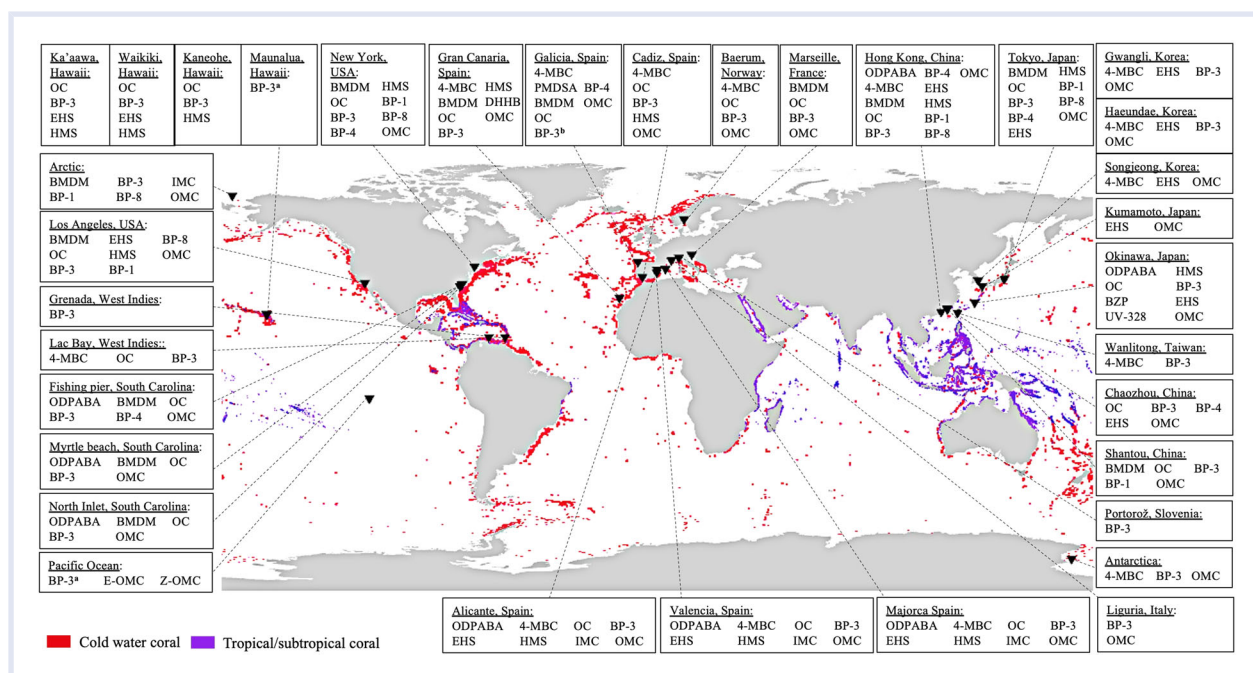 Ka'aawa, Hawaii:
OC
BP-3
EHS
HMS
Waikiki, Hawaii:
OC
BP-3
EHS
HMS
Kaneohe, Hawaii:
OC
BP-3
HMS
Maunalua, Hawaii:
BP-3ª
New York, USA:
BMDM HMS
OC BP-1
BP-3 BP-8
BP-4 OMC
Gran Canaria, Spain:
4-MBC HMS
BMDM DHHB
OC OMC
BP-3
Galicia, Spain:
4-MBC
PMDSA BP-4
BMDM OMC
OC
BP-3ᵇ
Cadiz, Spain:
4-MBC
OC
BP-3
HMS
OMC
Baerum, Norway:
4-MBC
OC
BP-3
OMC
Marseille, France:
BMDM
OC
BP-3
OMC
Hong Kong, China:
ODPABA BP-4 OMC
4-MBC EHS
BMDM HMS
OC BP-1
BP-3 BP-8
Tokyo, Japan:
BMDM HMS
OC BP-1
BP-3 BP-8
BP-4 OMC
EHS
Gwangli, Korea:
4-MBC EHS BP-3
OMC
Haeundae, Korea:
4-MBC EHS BP-3
OMC
Songjeong, Korea:
4-MBC EHS OMC
Kumamoto, Japan:
EHS OMC
Okinawa, Japan:
ODPABA HMS
OC BP-3
BZP EHS
UV-328 OMC
Wanlitong, Taiwan:
4-MBC BP-3
Chaozhou, China:
OC BP-3 BP-4
EHS OMC
Shantou, China:
BMDM OC BP-3
BP-1 OMC
Portorož, Slovenia:
BP-3
Antarctica:
4-MBC BP-3 OMC
Liguria, Italy:
BP-3
OMC
Arctic:
BMDM BP-3 IMC
BP-1 BP-8 OMC
Los Angeles, USA:
BMDM EHS BP-8
OC HMS OMC
BP-3 BP-1
Grenada, West Indies:
BP-3
Lac Bay, West Indies::
4-MBC OC BP-3
Fishing pier, South Carolina:
ODPABA BMDM OC
BP-3 BP-4 OMC
Myrtle beach, South Carolina:
ODPABA BMDM OC
BP-3 OMC
North Inlet, South Carolina:
ODPABA BMDM OC
BP-3 OMC
Pacific Ocean:
BP-3ª E-OMC Z-OMC
Alicante, Spain:
ODPABA 4-MBC OC BP-3
EHS HMS IMC OMC
Valencia, Spain:
ODPABA 4-MBC OC BP-3
EHS HMS IMC OMC
Majorca Spain:
ODPABA 4-MBC OC BP-3
EHS HMS IMC OMC
Cold water coral
Tropical/subtropical coral